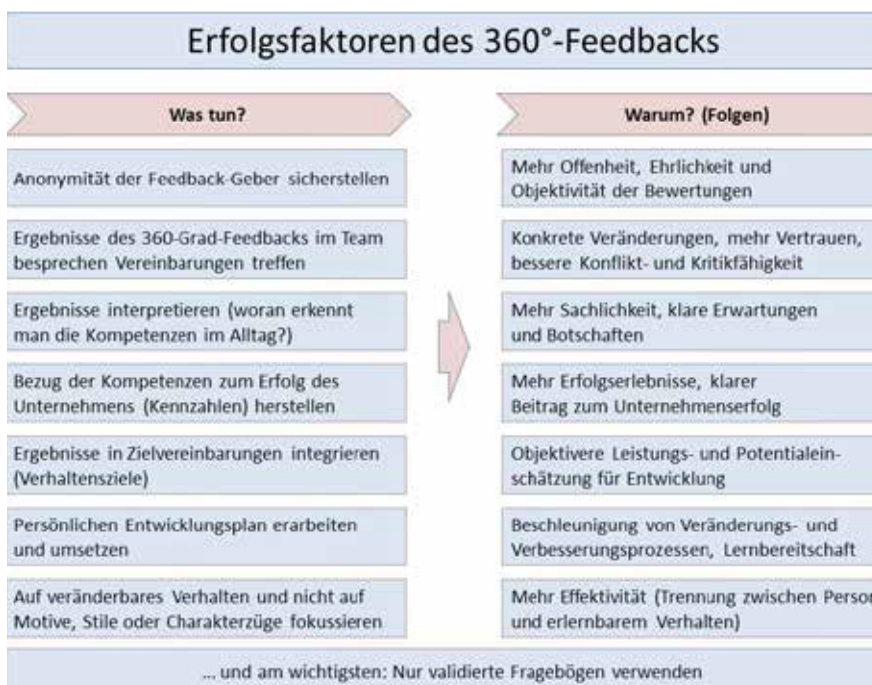 Erfolgsfaktoren des 360°-Feedbacks
Was tun?
Warum? (Folgen)
Anonymität der Feedback-Geber sicherstellen
Mehr Offenheit, Ehrlichkeit und
Objektivität der Bewertungen
Ergebnisse des 360-Grad-Feedbacks im Team
besprechen Vereinbarungen treffen
Konkrete Veränderungen, mehr Vertrauen,
bessere Konflikt- und Kritikfähigkeit
Ergebnisse interpretieren (woran erkennt
man die Kompetenzen im Alltag?)
Mehr Sachlichkeit, klare Erwartungen
und Botschaften
Bezug der Kompetenzen zum Erfolg des
Unternehmens (Kennzahlen) herstellen
Mehr Erfolgserlebnisse, klarer
Beitrag zum Unternehmenserfolg
Ergebnisse in Zielvereinbarungen integrieren
(Verhaltensziele)
Objektivere Leistungs- und Potentialein-
schätzung für Entwicklung
Persönlichen Entwicklungsplan erarbeiten
und umsetzen
Beschleunigung von Veränderungs- und
Verbesserungsprozessen, Lernbereitschaft
Auf veränderbares Verhalten und nicht auf
Motive, Stile oder Charakterzüge fokussieren
Mehr Effektivität (Trennung zwischen Person
und erlernbarem Verhalten)
... und am wichtigsten: Nur validierte Fragebögen verwenden